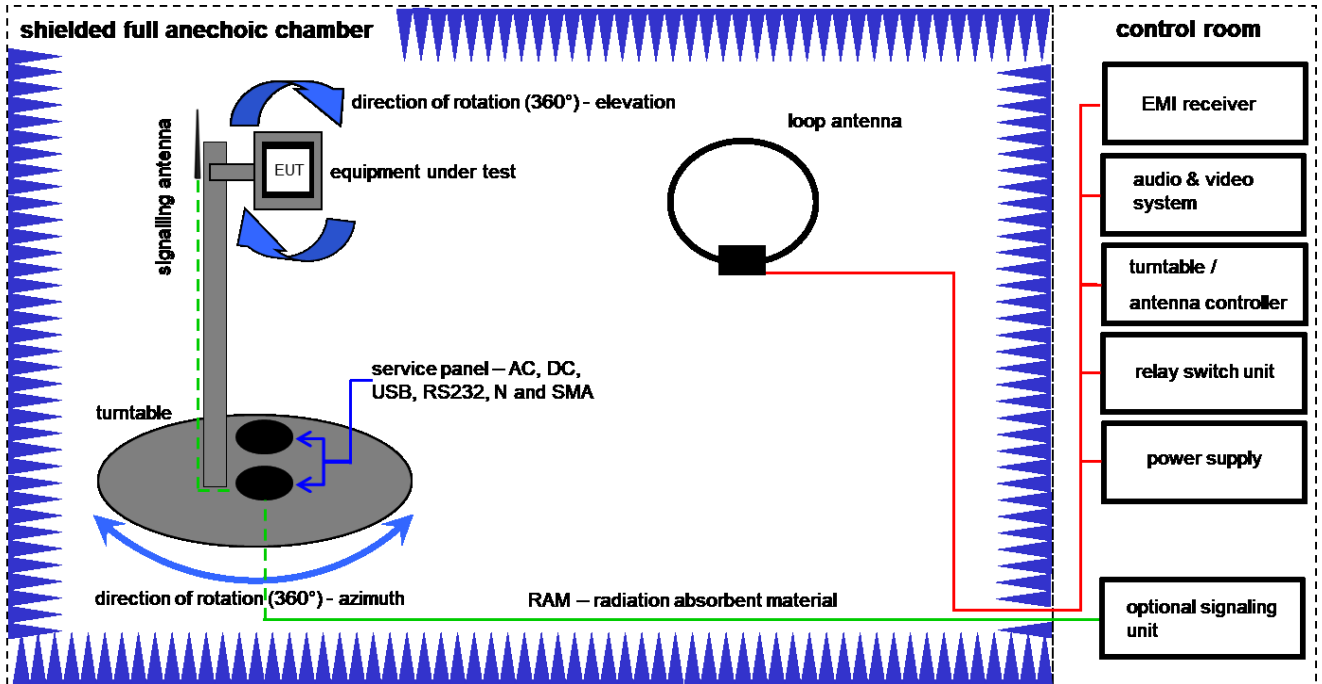 shielded full anechoic chamber
control room
direction of rotation (360°) - elevation
loop antenna
EMI receiver
signalling antenna
EUT
equipment under test
audio & video
system
turntable /
antenna controller
service panel – AC, DC,
USB, RS232, N and SMA
relay switch unit
turntable
power supply
direction of rotation (360°) - azimuth
RAM – radiation absorbent material
optional signaling
unit